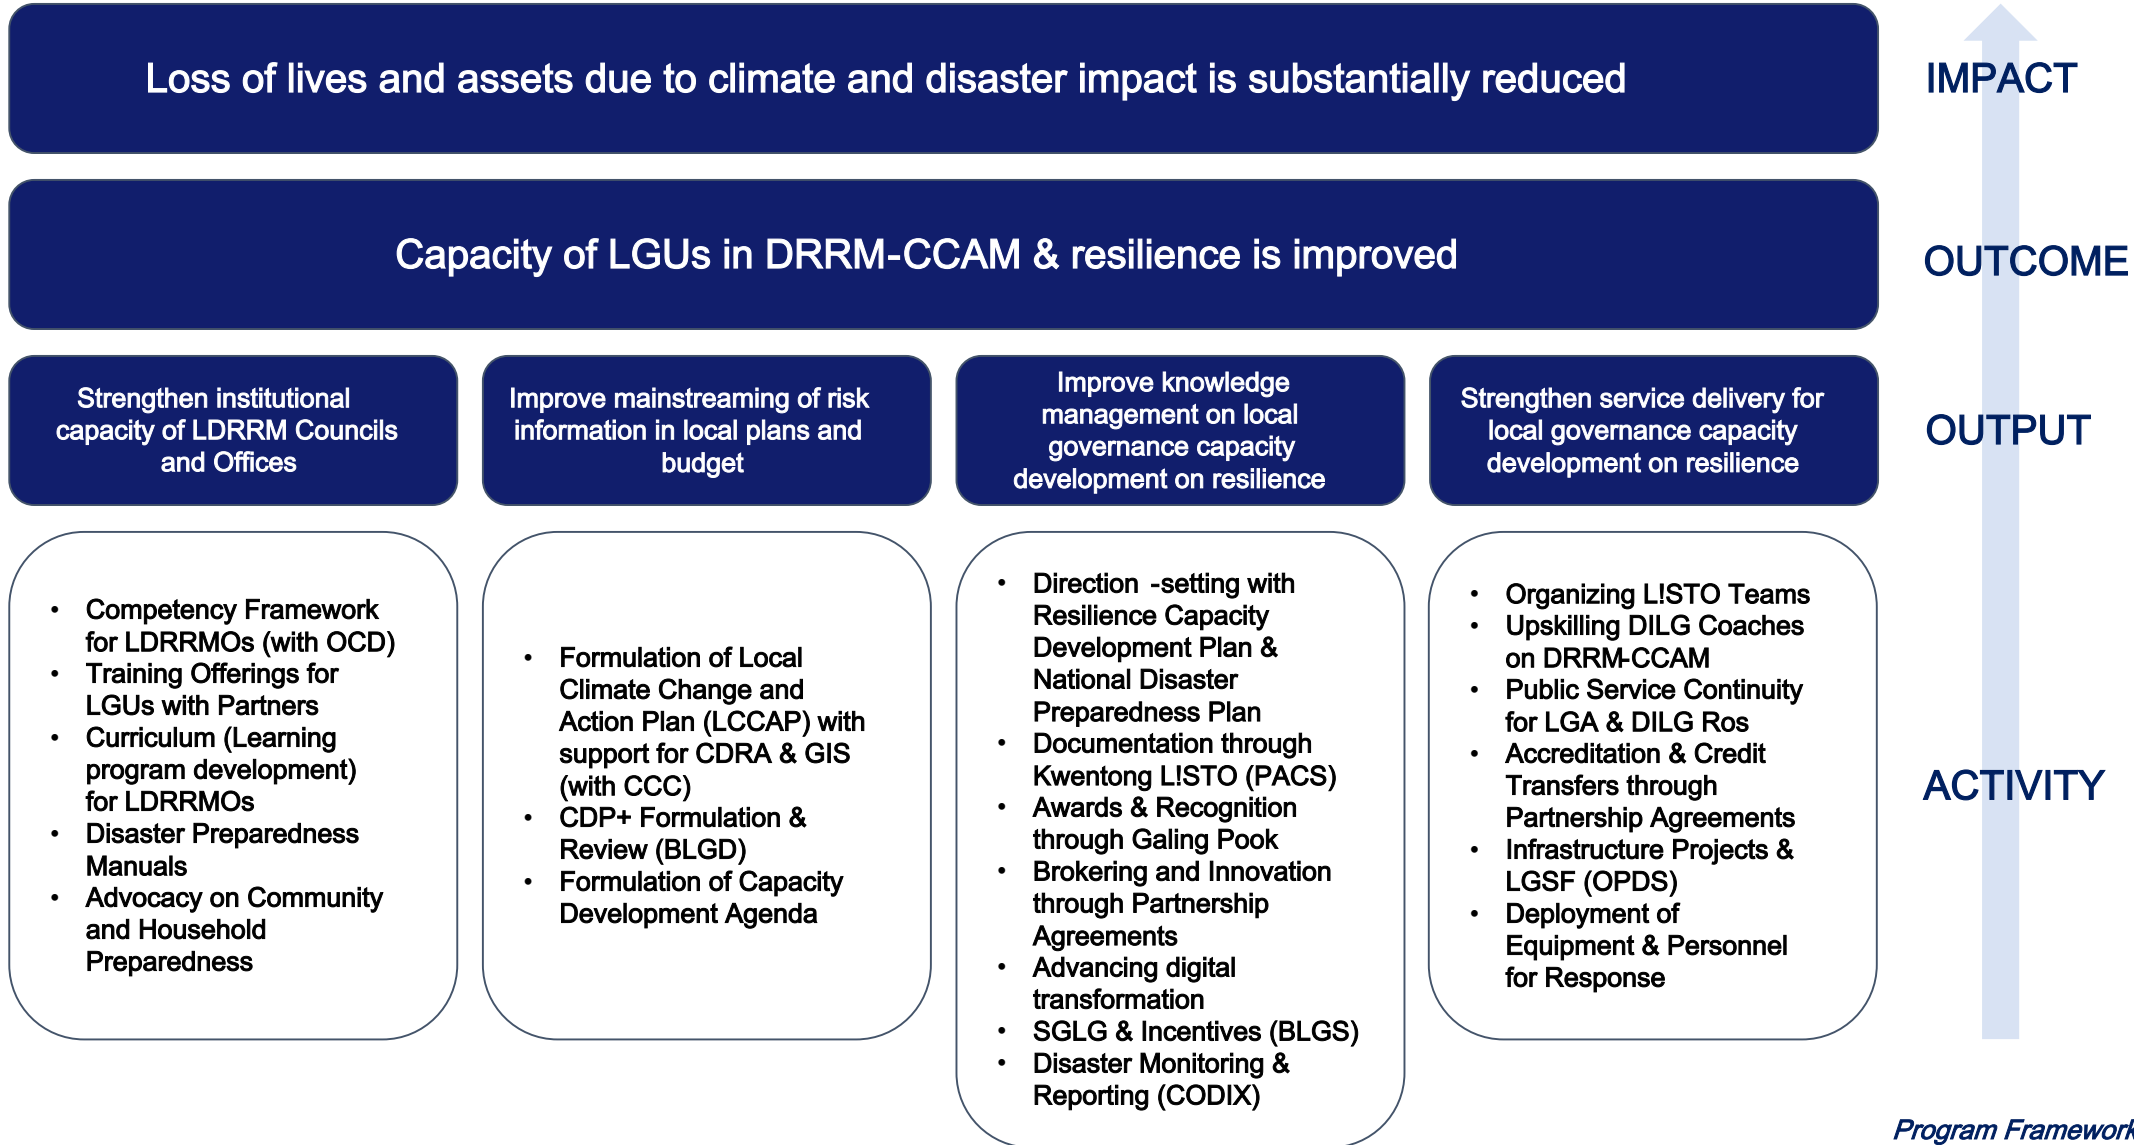 Loss of lives and assets due to climate and disaster impact is substantially reduced
IMPACT
Capacity of LGUs in DRRM-CCAM & resilience is improved
OUTCOME
Strengthen institutional
capacity of LDRRM Councils
and Offices
Improve mainstreaming of risk
information in local plans and
budget
Improve knowledge
management on local
governance capacity
development on resilience
Strengthen service delivery for
local governance capacity
development on resilience
OUTPUT
• Competency Framework
for LDRRMOs (with OCD)
• Training Offerings for
LGUs with Partners
• Curriculum (Learning
program development)
for LDRRMOs
• Disaster Preparedness
Manuals
• Advocacy on Community
and Household
Preparedness
• Formulation of Local
Climate Change and
Action Plan (LCCAP) with
support for CDRA & GIS
(with CCC)
• CDP+ Formulation &
Review (BLGD)
• Formulation of Capacity
Development Agenda
• Direction -setting with
Resilience Capacity
Development Plan &
National Disaster
Preparedness Plan
• Documentation through
Kwentong L!STO (PACS)
• Awards & Recognition
through Galing Pook
• Brokering and Innovation
through Partnership
Agreements
• Advancing digital
transformation
• SGLG & Incentives (BLGS)
• Disaster Monitoring &
Reporting (CODIX)
• Organizing L!STO Teams
• Upskilling DILG Coaches
on DRRM-CCAM
• Public Service Continuity
for LGA & DILG Ros
• Accreditation & Credit
Transfers through
Partnership Agreements
• Infrastructure Projects &
LGSF (OPDS)
• Deployment of
Equipment & Personnel
for Response
ACTIVITY
Program Framework